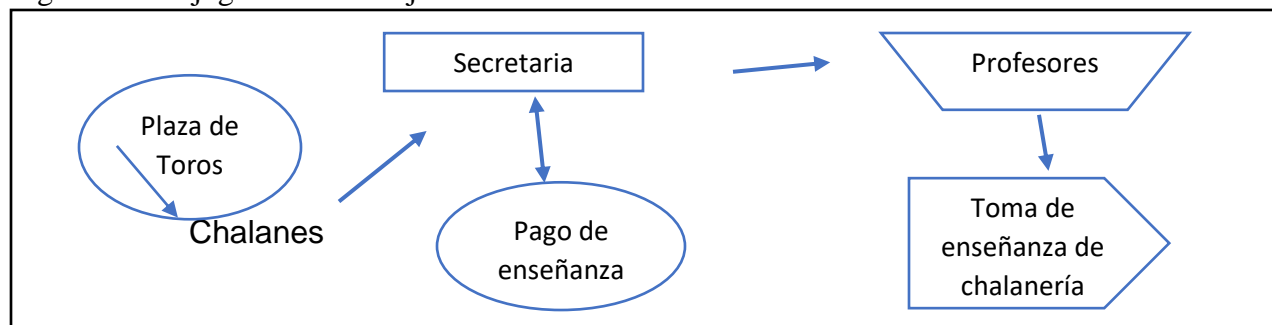 Plaza de
Toros
Chalanes
Secretaria
Pago de
enseñanza
Profesores
Toma de
enseñanza de
chalanería